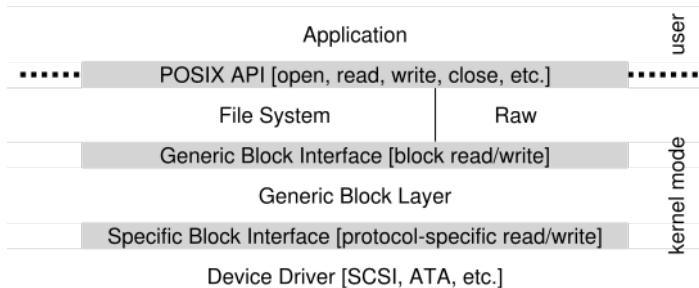 Application
user
POSIX API [open, read, write, close, etc.]
File System
Raw
Generic Block Interface [block read/write]
Generic Block Layer
kernel mode
Specific Block Interface [protocol-specific read/write]
Device Driver [SCSI, ATA, etc.]